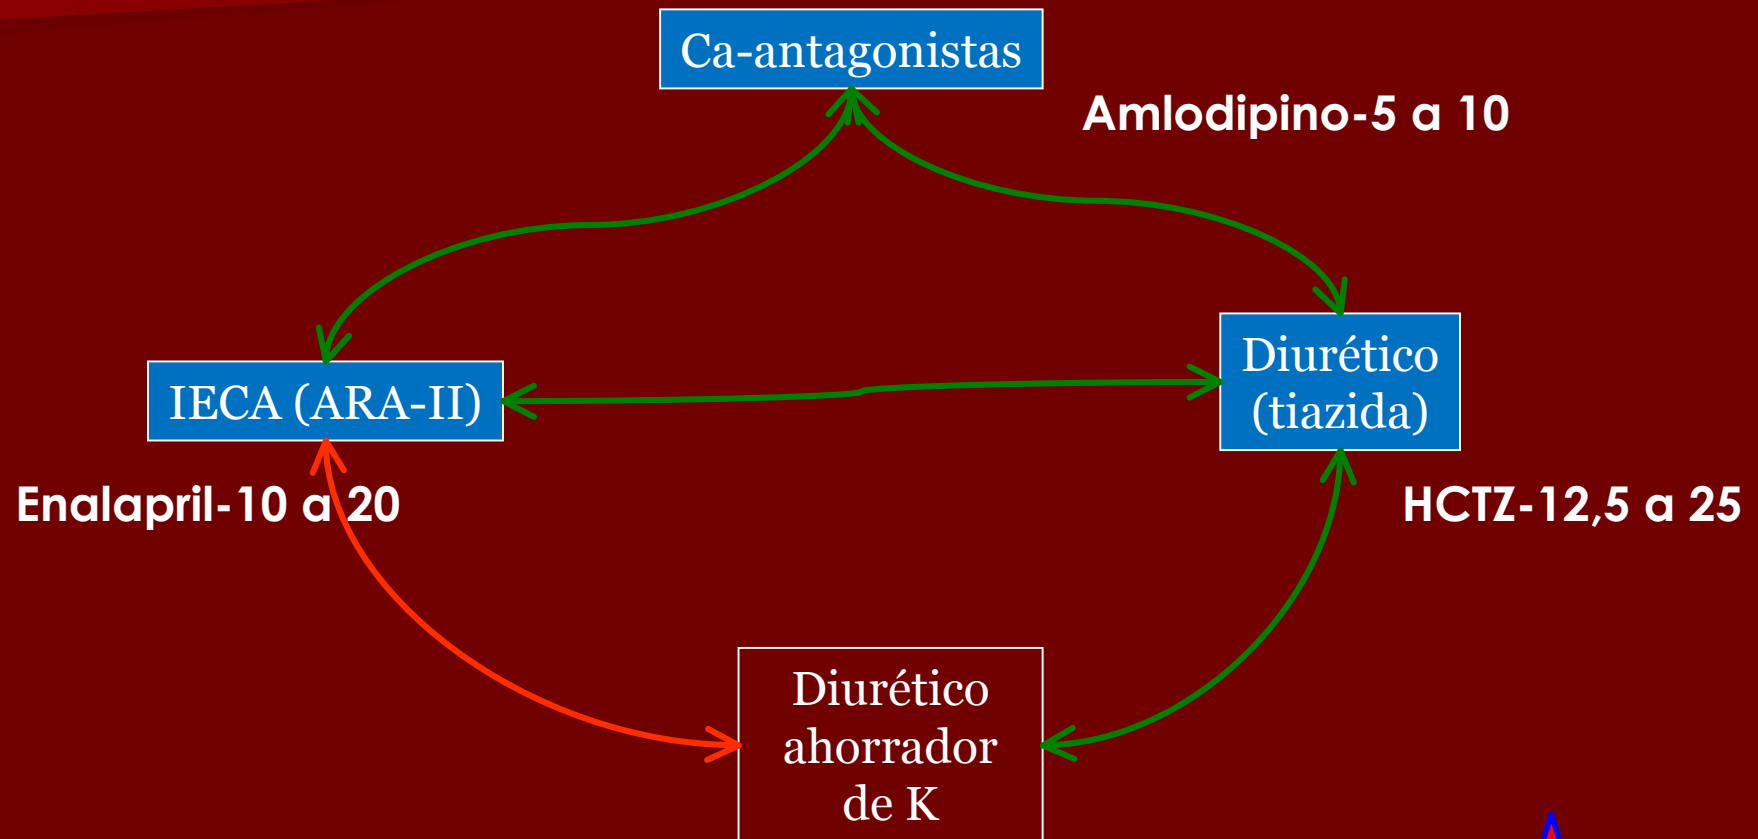 Ca-antagonistas
Amlodipino-5 a 10
IECA (ARA-II)
Diurético
(tiazida)
Enalapril-10 a 20
HCTZ-12,5 a 25
Diurético
ahorrador
de K